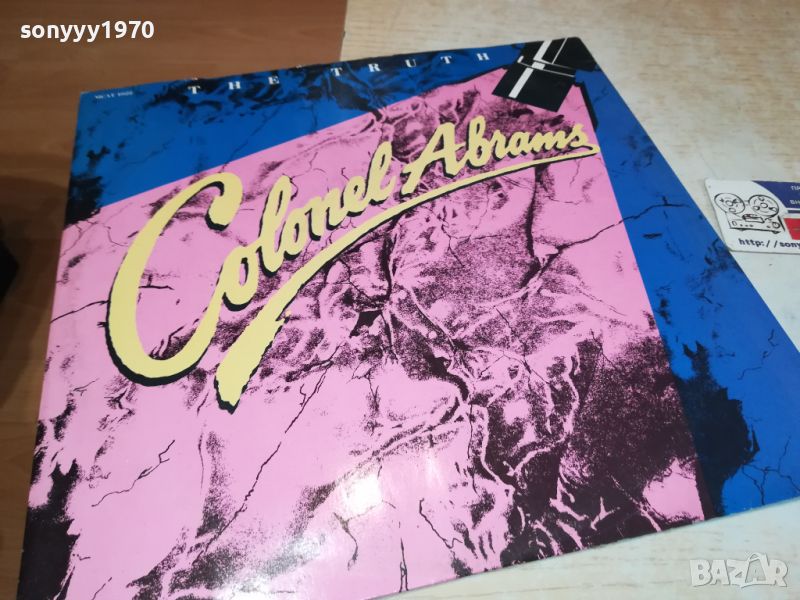 sonyyy1970
THE TRUTH
Colonel Abrams
http://sony
BAZAR